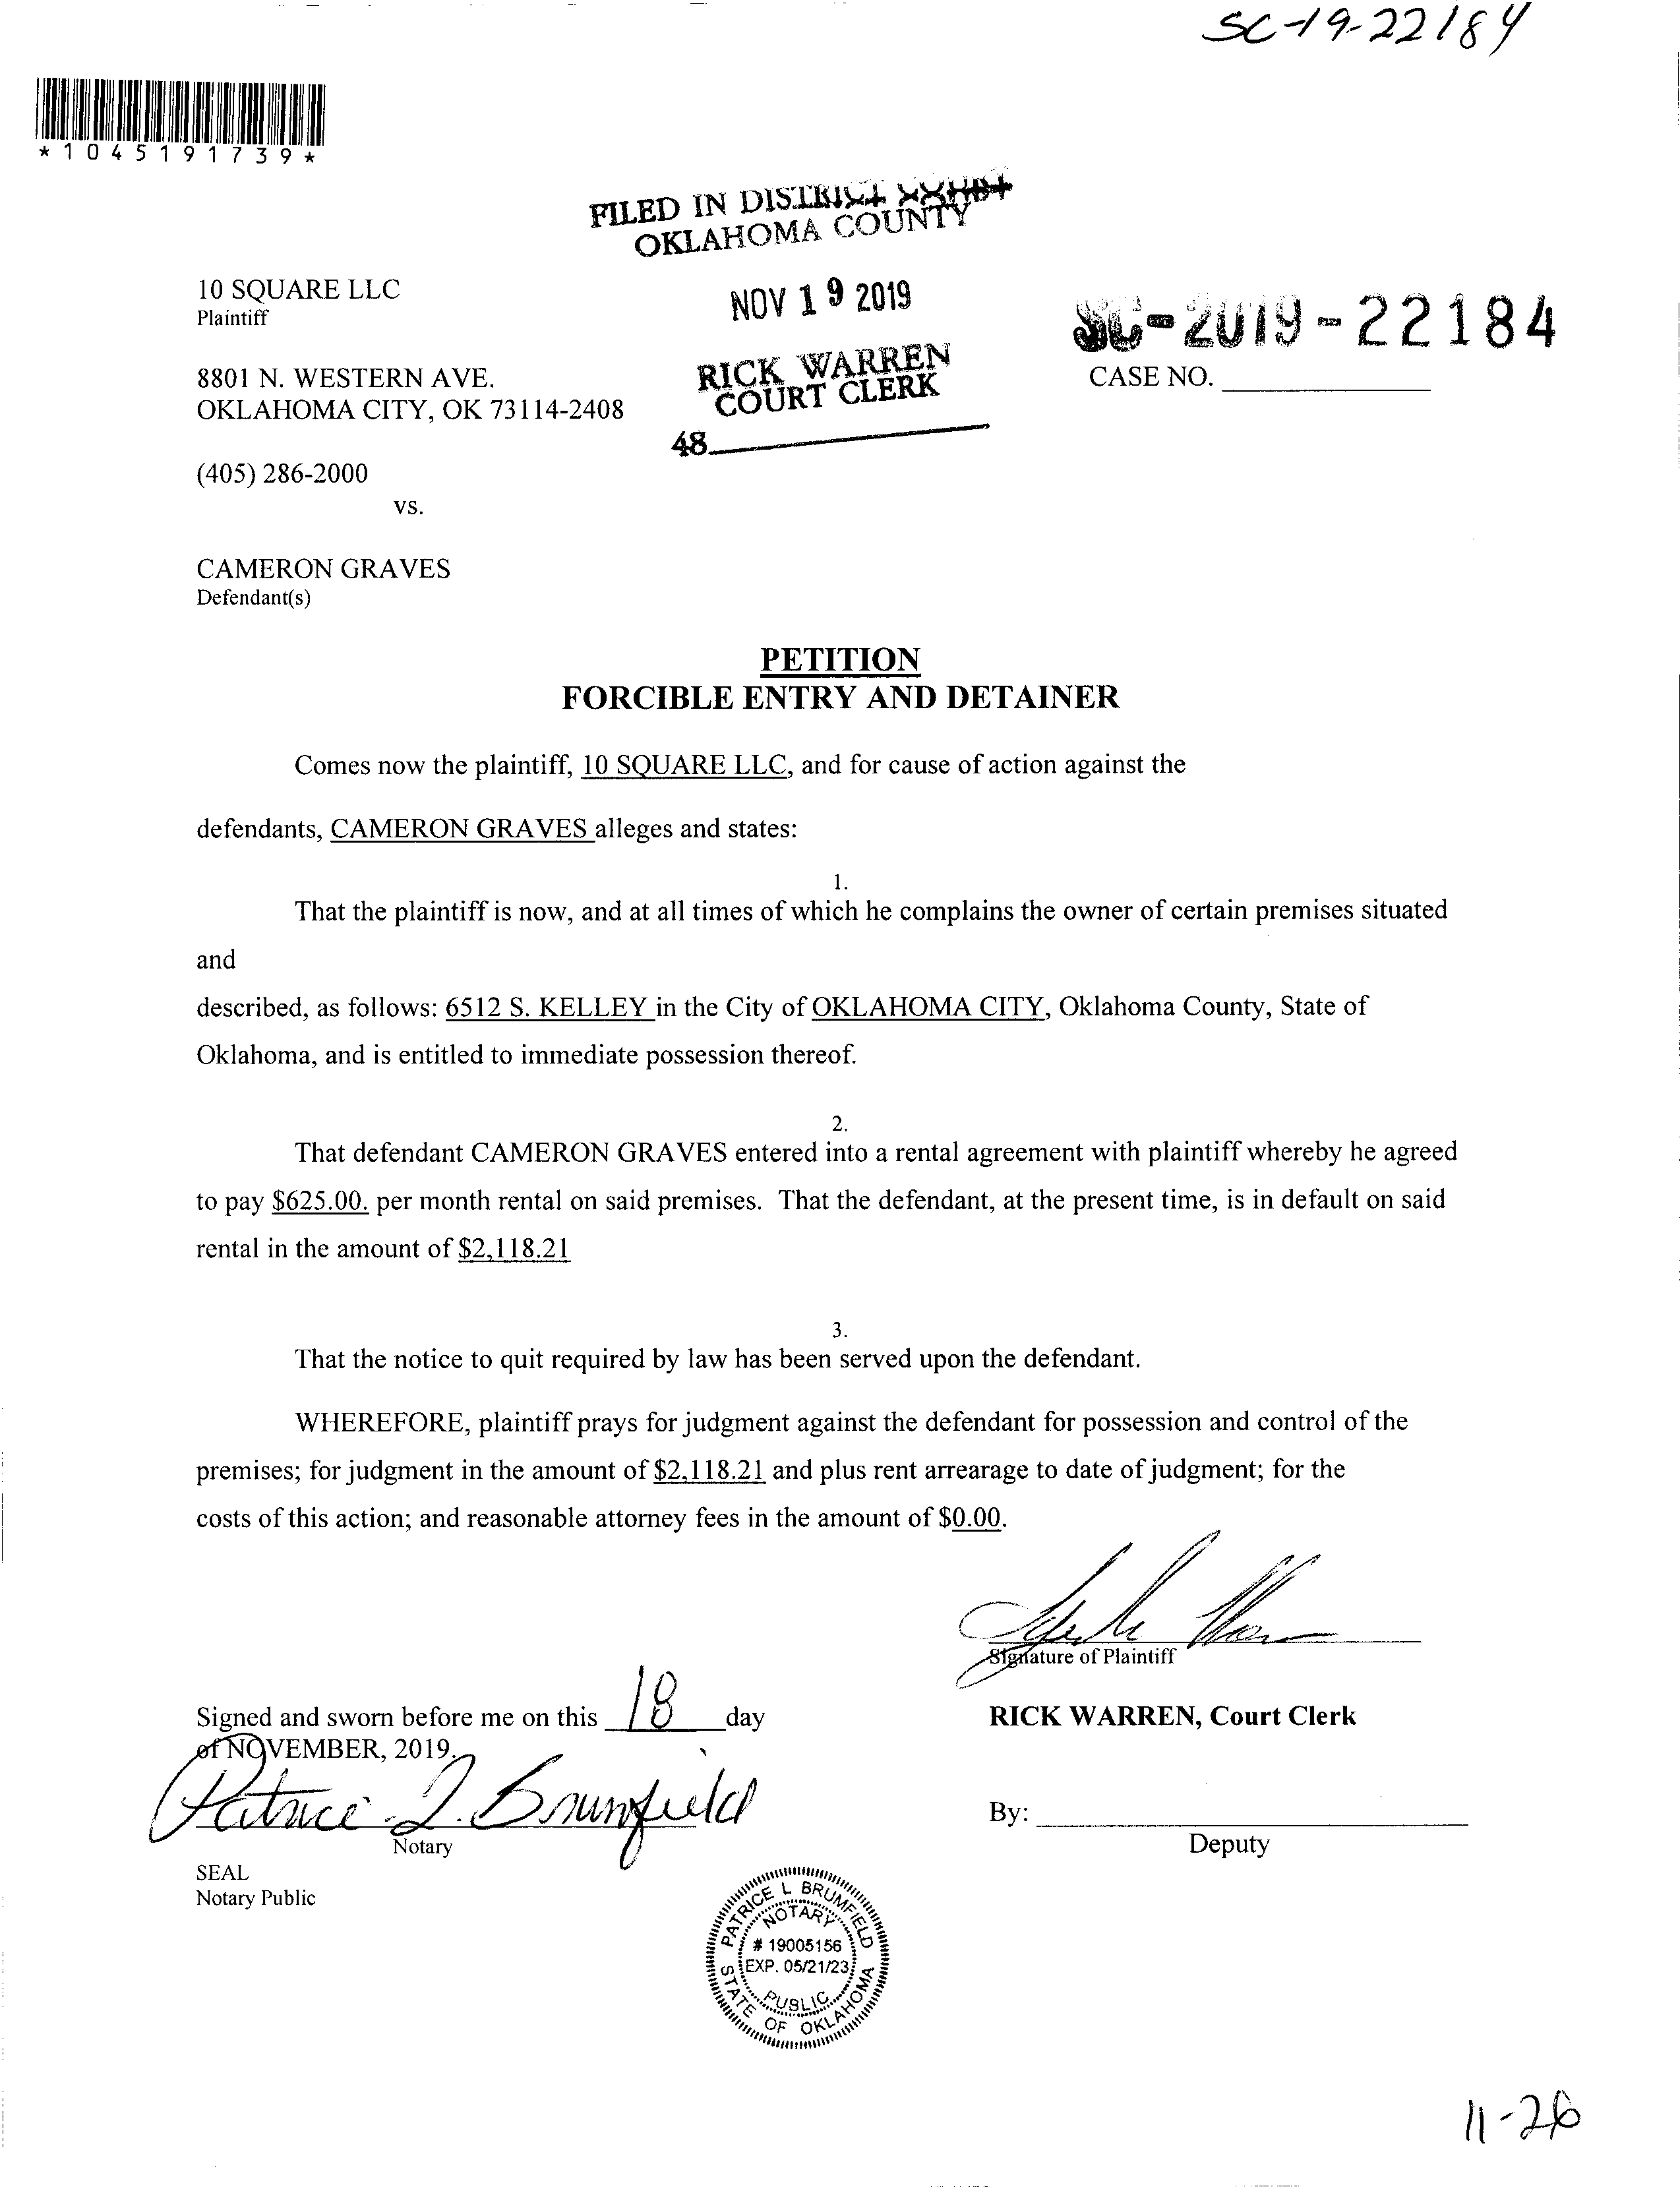 SC-19-22184
*1045191739*
FILED IN DISTRICT COURT
OKLAHOMA COUNTY
10 SQUARE LLC
Plaintiff
NOV 19 2019
SC-2019-22184
8801 N. WESTERN AVE.
OKLAHOMA CITY, OK 73114-2408
RICK WARREN
COURT CLERK
CASE NO.
48
(405) 286-2000
vs.
CAMERON GRAVES
Defendant(s)
PETITION
FORCIBLE ENTRY AND DETAINER
Comes now the plaintiff, 10 SQUARE LLC, and for cause of action against the
defendants, CAMERON GRAVES alleges and states:
1.
That the plaintiff is now, and at all times of which he complains the owner of certain premises situated
and
described, as follows: 6512 S. KELLEY in the City of OKLAHOMA CITY, Oklahoma County, State of
Oklahoma, and is entitled to immediate possession thereof.
2.
That defendant CAMERON GRAVES entered into a rental agreement with plaintiff whereby he agreed
to pay $625.00. per month rental on said premises. That the defendant, at the present time, is in default on said
rental in the amount of $2,118.21
3.
That the notice to quit required by law has been served upon the defendant.
WHEREFORE, plaintiff prays for judgment against the defendant for possession and control of the
premises; for judgment in the amount of $2,118.21 and plus rent arrearage to date of judgment; for the
costs of this action; and reasonable attorney fees in the amount of $0.00.
Signature of Plaintiff
Signed and sworn before me on this 18 day
of NOVEMBER, 2019.
RICK WARREN, Court Clerk
Patrice L. Brumfield
Notary
By:
Deputy
SEAL
Notary Public
PATRICE L BRUMFIELD
NOTARY
# 19005156
EXP. 05/21/23
PUBLIC
STATE OF OKLAHOMA
11-26